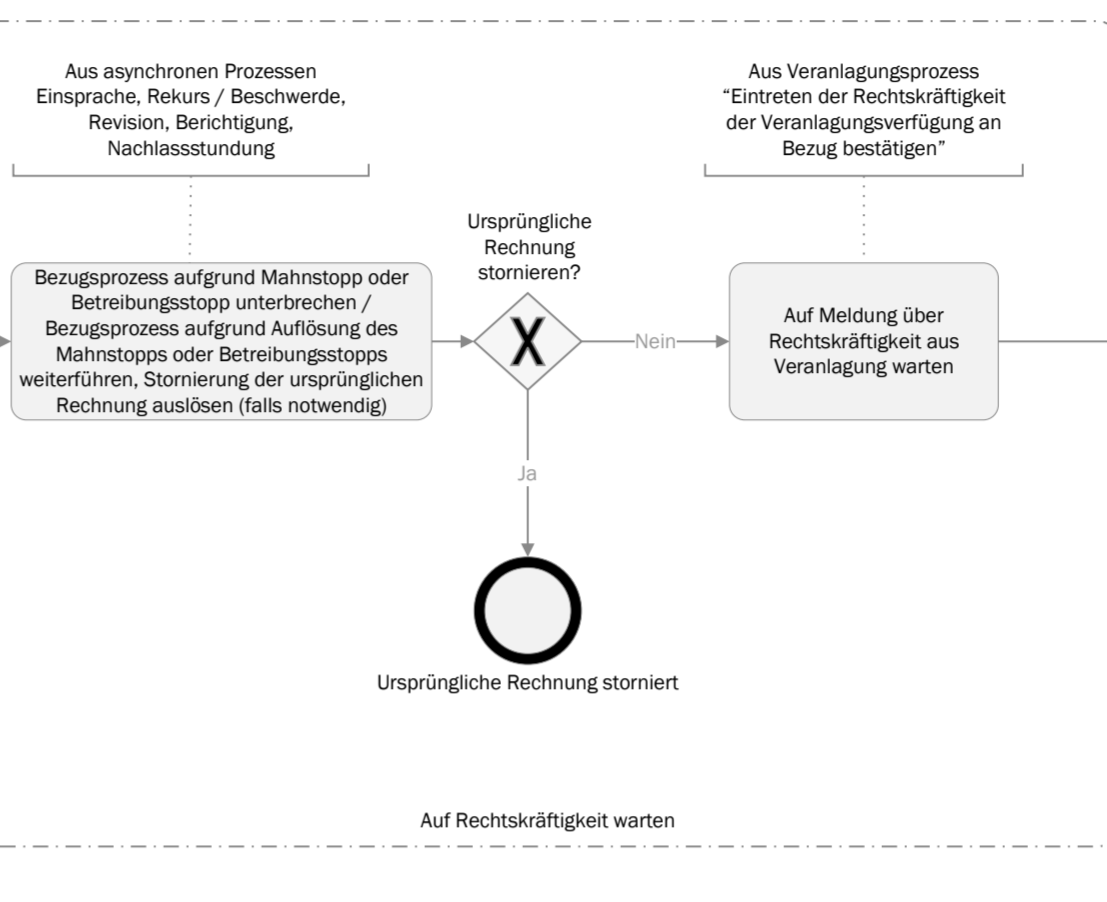 Aus asynchronen Prozessen
Einsprache, Rekurs / Beschwerde,
Revision, Berichtigung,
Nachlassstundung
Aus Veranlagungsprozess
“Eintreten der Rechtskräftigkeit
der Veranlagungsverfügung an
Bezug bestätigen”
Ursprüngliche
Rechnung
stornieren?
Bezugsprozess aufgrund Mahnstopp oder
Betreibungsstopp unterbrechen /
Bezugsprozess aufgrund Auflösung des
Mahnstopps oder Betreibungsstopps
weiterführen, Stornierung der ursprünglichen
Rechnung auslösen (falls notwendig)
X
Nein
Auf Meldung über
Rechtskräftigkeit aus
Veranlagung warten
Ja
Ursprüngliche Rechnung storniert
Auf Rechtskräftigkeit warten